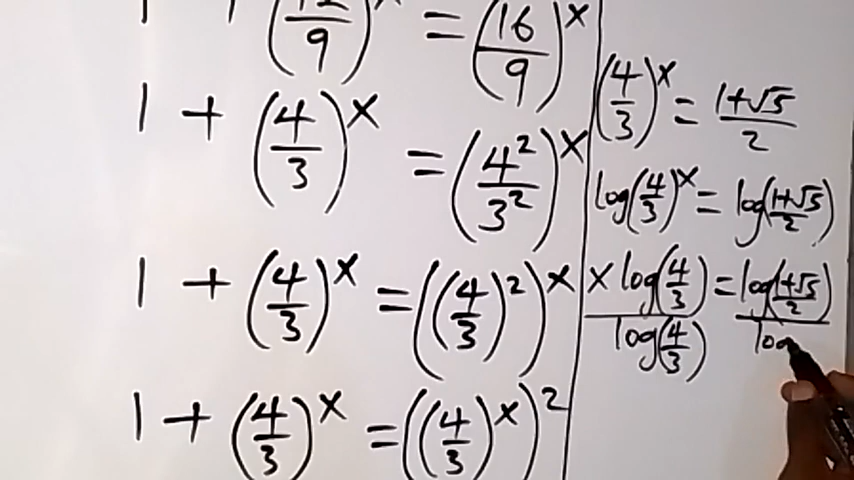 1 + (12/9)^x = (16/9)^x
1 + (4/3)^x = (4^2/3^2)^x
1 + (4/3)^x = ((4/3)^2)^x
1 + (4/3)^x = ((4/3)^x)^2
(4/3)^x = (1+√5)/2
log(4/3)^x = log((1+√5)/2)
x log(4/3)/log(4/3) = log((1+√5)/2)/log